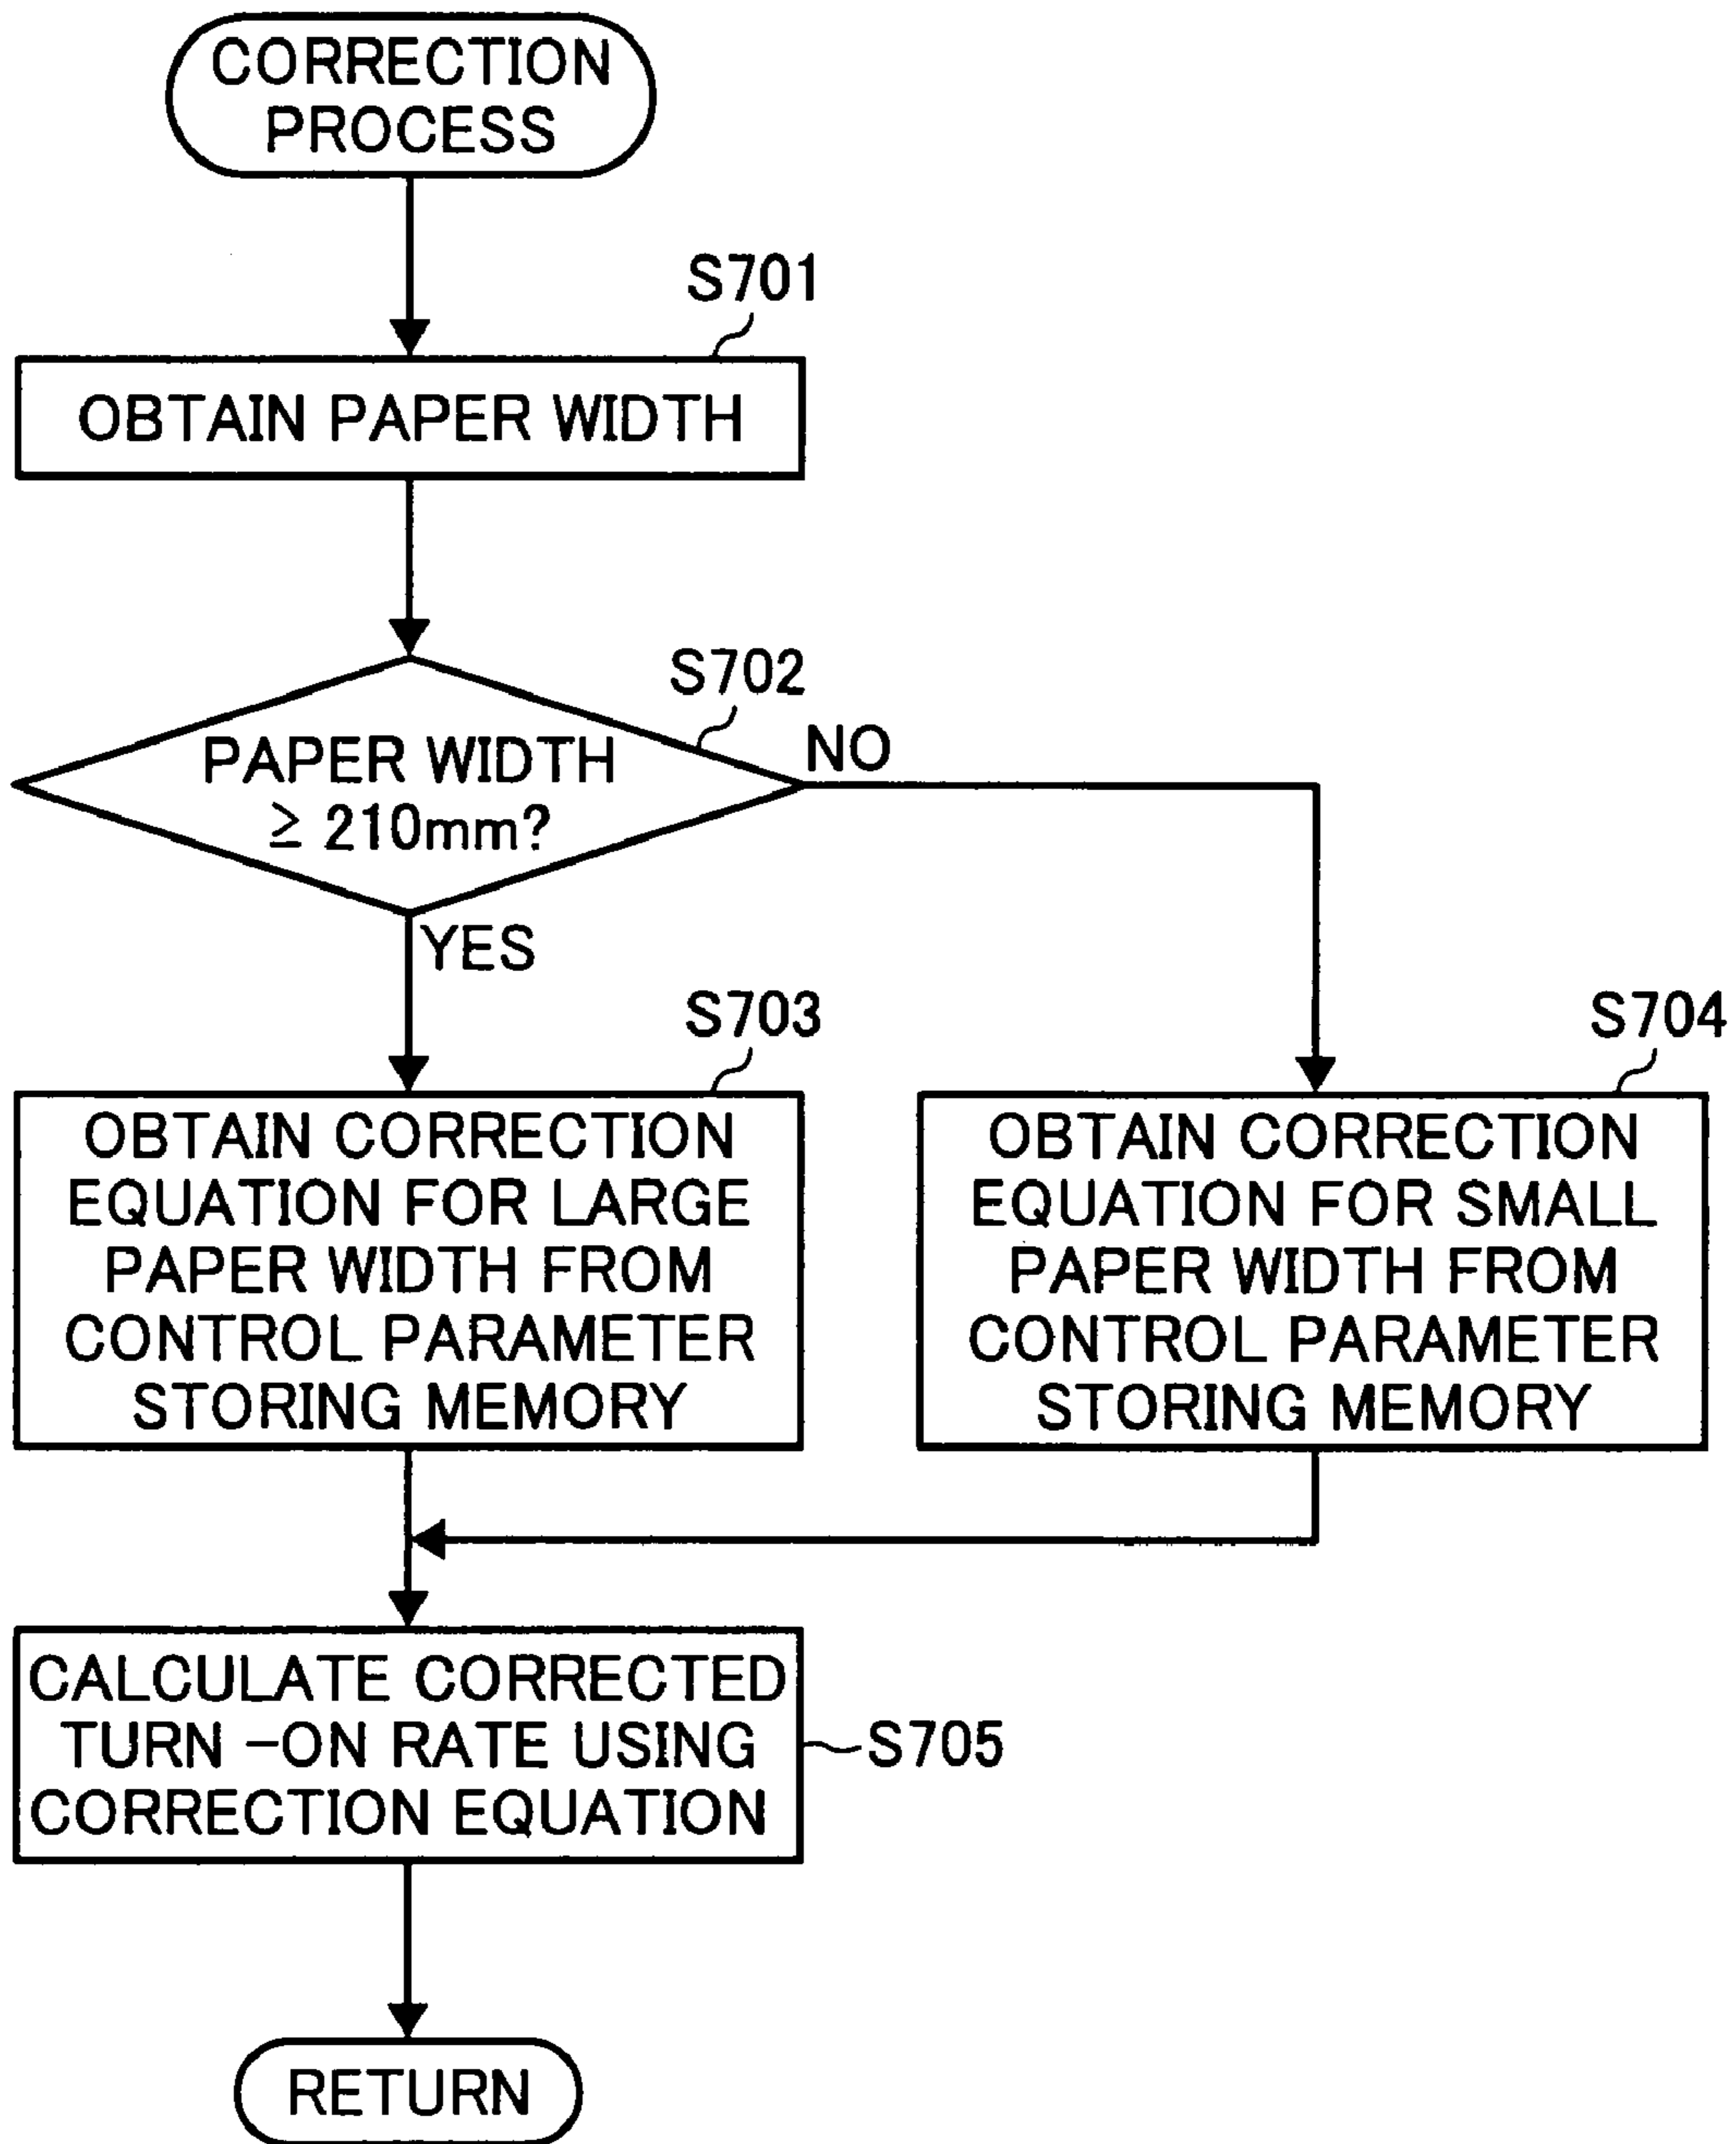 CORRECTION
PROCESS
S701
OBTAIN PAPER WIDTH
S702
PAPER WIDTH
≥ 210mm?
NO
YES
S703
OBTAIN CORRECTION
EQUATION FOR LARGE
PAPER WIDTH FROM
CONTROL PARAMETER
STORING MEMORY
S704
OBTAIN CORRECTION
EQUATION FOR SMALL
PAPER WIDTH FROM
CONTROL PARAMETER
STORING MEMORY
CALCULATE CORRECTED
TURN -ON RATE USING
CORRECTION EQUATION
S705
RETURN